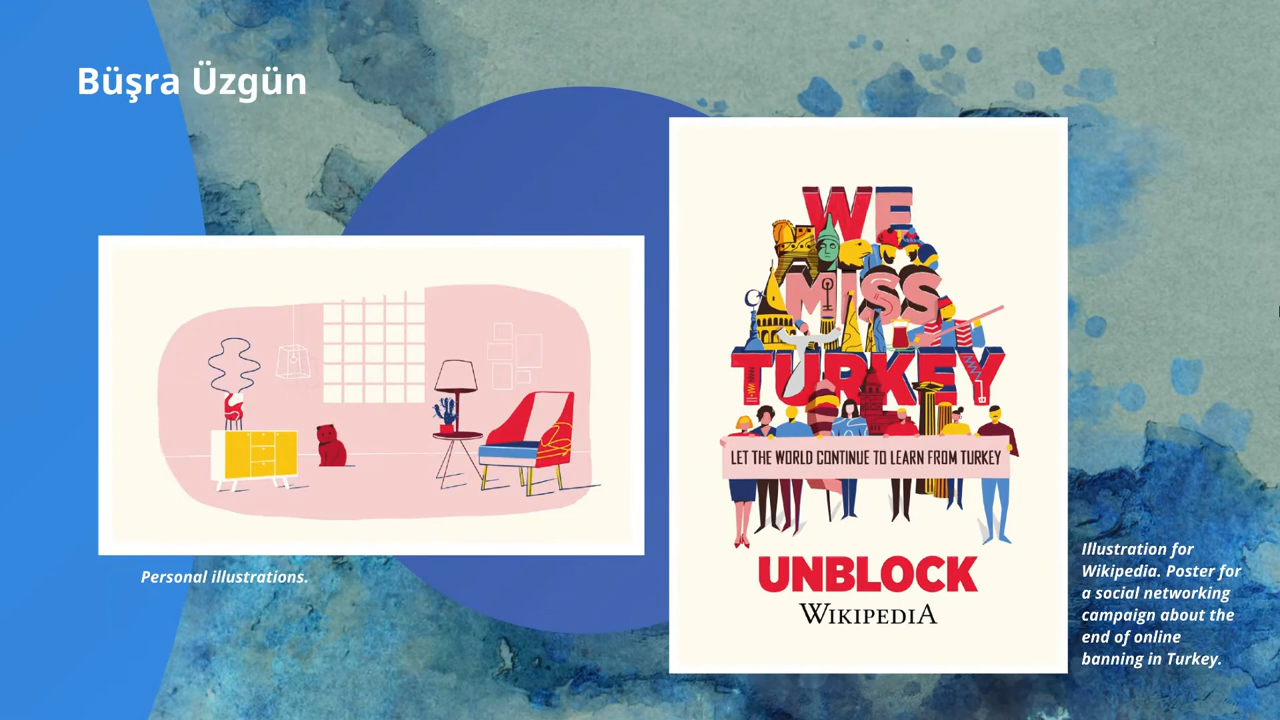 Büşra Üzgün
Personal illustrations.
WE
MISS
TURKEY
LET THE WORLD CONTINUE TO LEARN FROM TURKEY
UNBLOCK
WIKIPEDIA
Illustration for
Wikipedia. Poster for
a social networking
campaign about the
end of online
banning in Turkey.